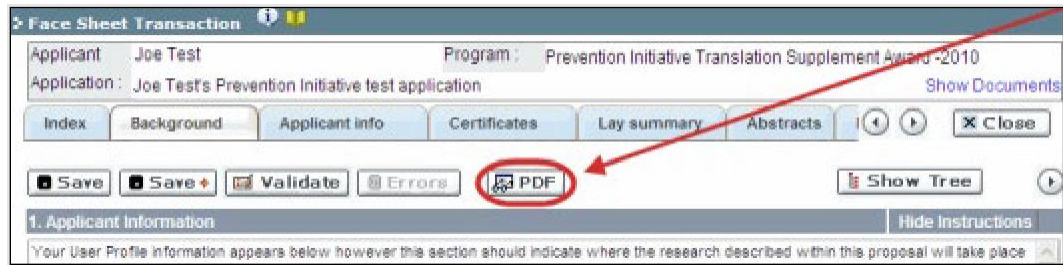 Face Sheet Transaction
Applicant Joe Test Program : Prevention Initiative Translation Supplement Award -2010
Application : Joe Test's Prevention Initiative test application Show Documents
Index Background Applicant info Certificates Lay summary Abstracts Close
Save Save Validate Errors PDF Show Tree
1. Applicant Information Hide Instructions
Your User Profile information appears below however this section should indicate where the research described within this proposal will take place